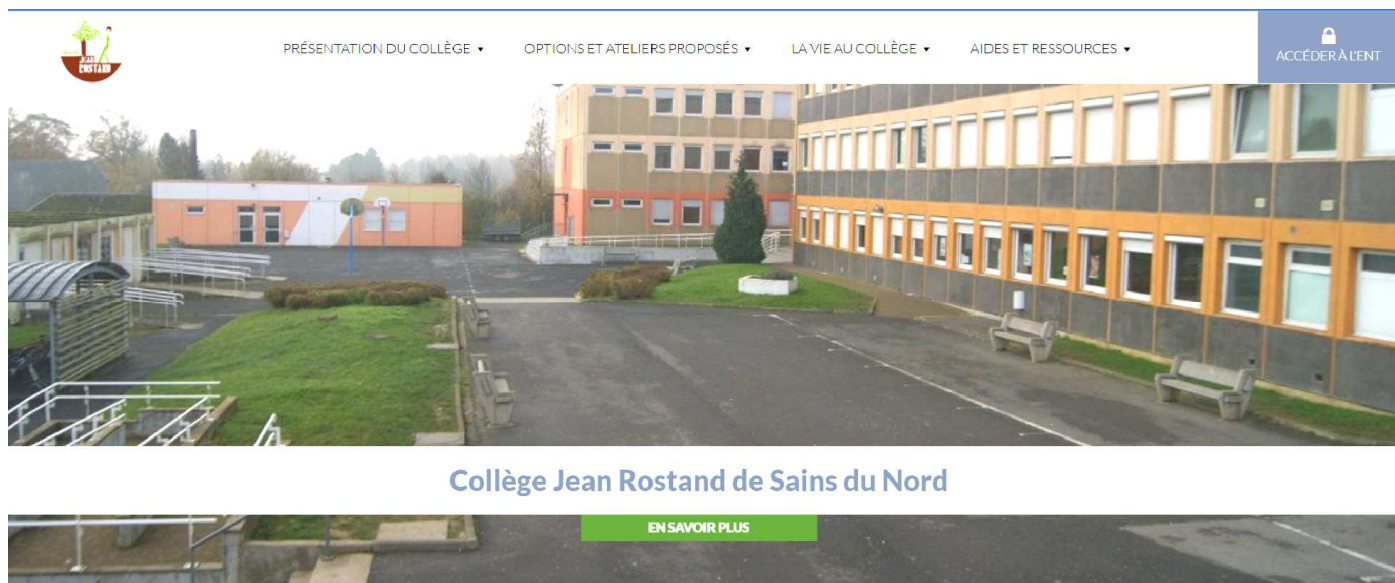 JEAN
ROSTAND
PRÉSENTATION DU COLLÈGE
OPTIONS ET ATELIERS PROPOSÉS
LA VIE AU COLLÈGE
AIDES ET RESSOURCES
ACCÉDER À L'ENT
Collège Jean Rostand de Sains du Nord
EN SAVOIR PLUS